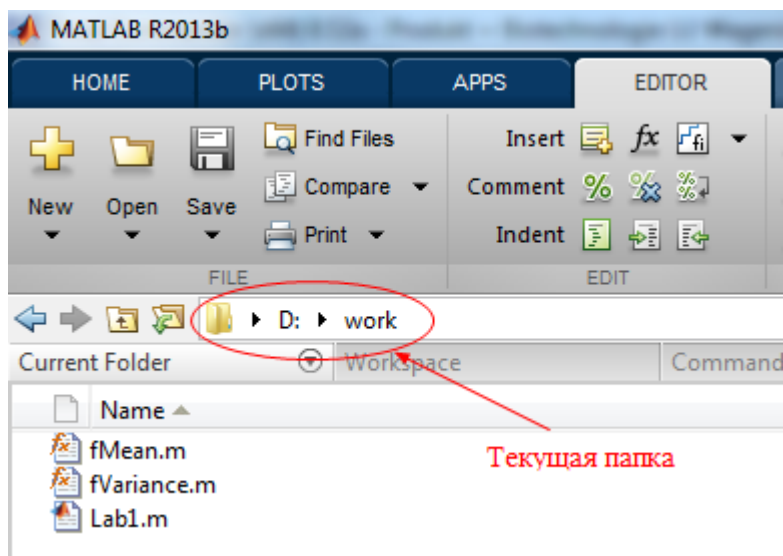 MATLAB R2013b
HOME PLOTS APPS EDITOR
Find Files Insert fx fi
Compare Comment % % %
New Open Save Print Indent
FILE EDIT
D: work
Current Folder Workspace Command
Name
fMean.m
fVariance.m
Lab1.m
Текущая папка